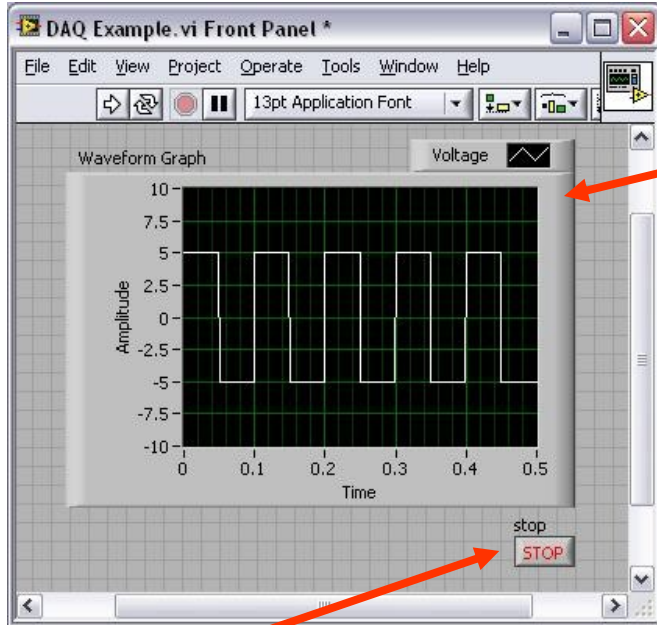 DAQ Example.vi Front Panel *
File Edit View Project Operate Tools Window Help
13pt Application Font
Waveform Graph
Voltage
10
7.5
5
2.5
0
-2.5
-5
-7.5
-10
Amplitude
0 0.1 0.2 0.3 0.4 0.5
Time
stop
STOP